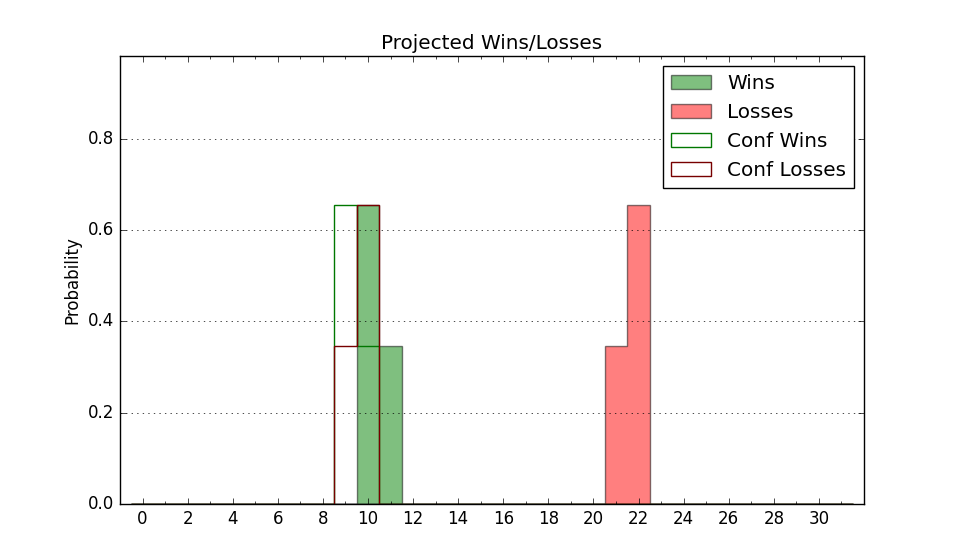 Projected Wins/Losses
Wins
Losses
Conf Wins
Conf Losses
Probability
0.8
0.6
0.4
0.2
0.0
0 2 4 6 8 10 12 14 16 18 20 22 24 26 28 30